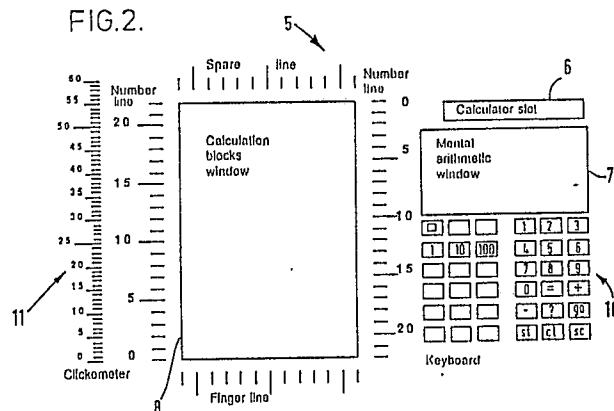 FIG.2.
5
Spare line
60
55
50
45
40
35
30
25
20
15
10
5
0
Clickometer
11
Number
line
20
15
10
5
0
Calculation
blocks
window
8
Finger line
Number
line
0
5
10
15
20
6
Calculator slot
Mental
arithmetic
window
7
1 2 3
1 10 100 4 5 6
7 8 9
0 = +
- ? go
st cl sc
10
Keyboard